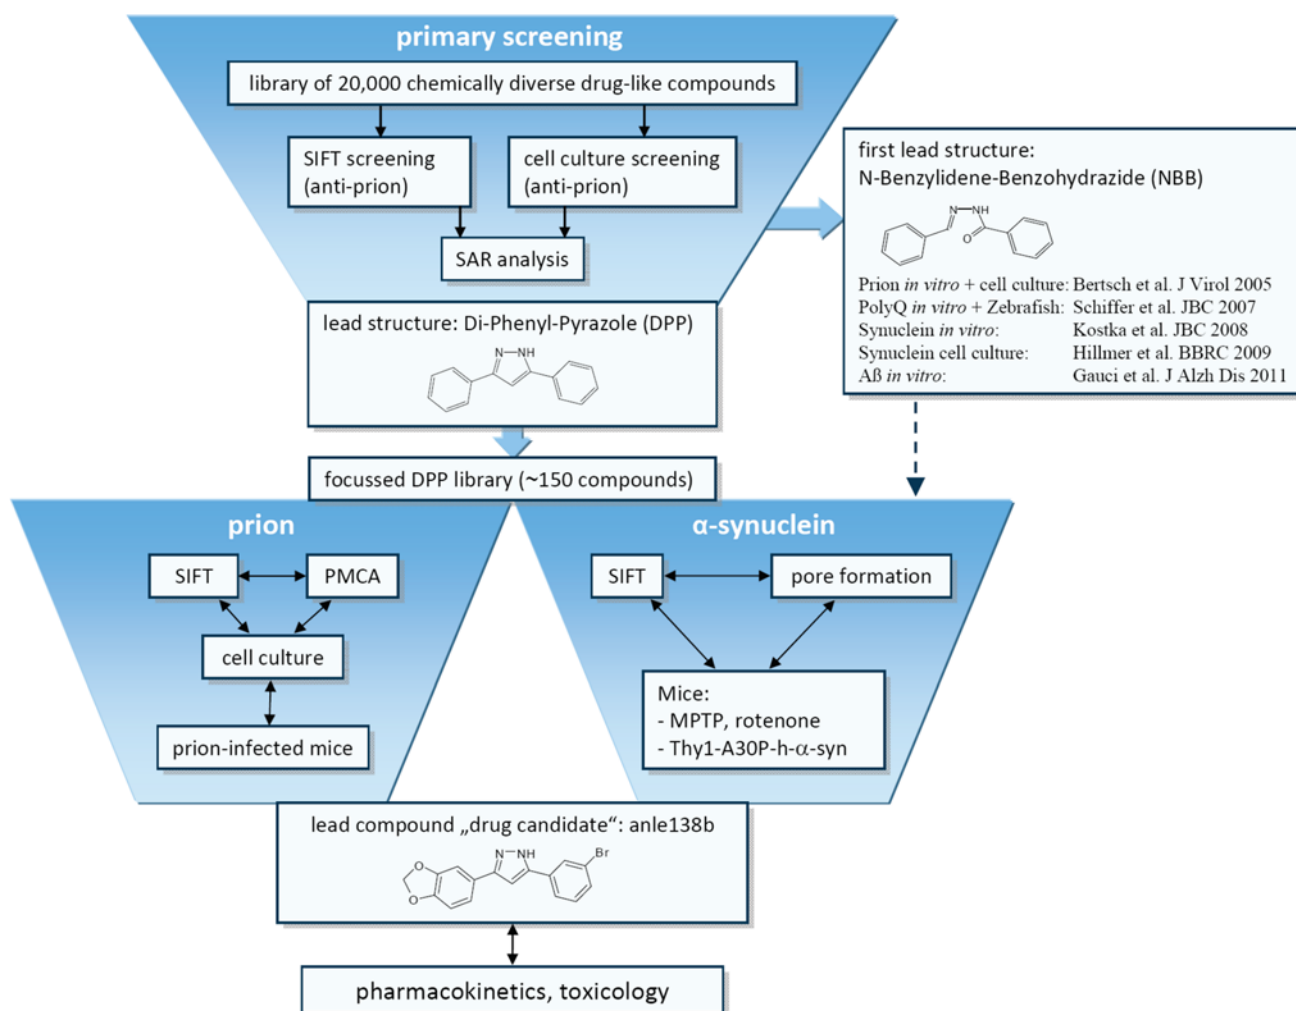 primary screening
library of 20,000 chemically diverse drug-like compounds
SIFT screening
(anti-prion)
cell culture screening
(anti-prion)
SAR analysis
first lead structure:
N-Benzylidene-Benzohydrazide (NBB)
N NH
O
Prion in vitro + cell culture: Bertsch et al. J Virol 2005
PolyQ in vitro + Zebrafish: Schiffer et al. JBC 2007
Synuclein in vitro: Kostka et al. JBC 2008
Synuclein cell culture: Hillmer et al. BBRC 2009
Aß in vitro: Gauci et al. J Alzh Dis 2011
lead structure: Di-Phenyl-Pyrazole (DPP)
N NH
focussed DPP library (~150 compounds)
prion
SIFT
PMCA
cell culture
prion-infected mice
α-synuclein
SIFT
pore formation
Mice:
- MPTP, rotenone
- Thy1-A30P-h-α-syn
lead compound „drug candidate“: anle138b
N NH
Br
O
O
pharmacokinetics, toxicology